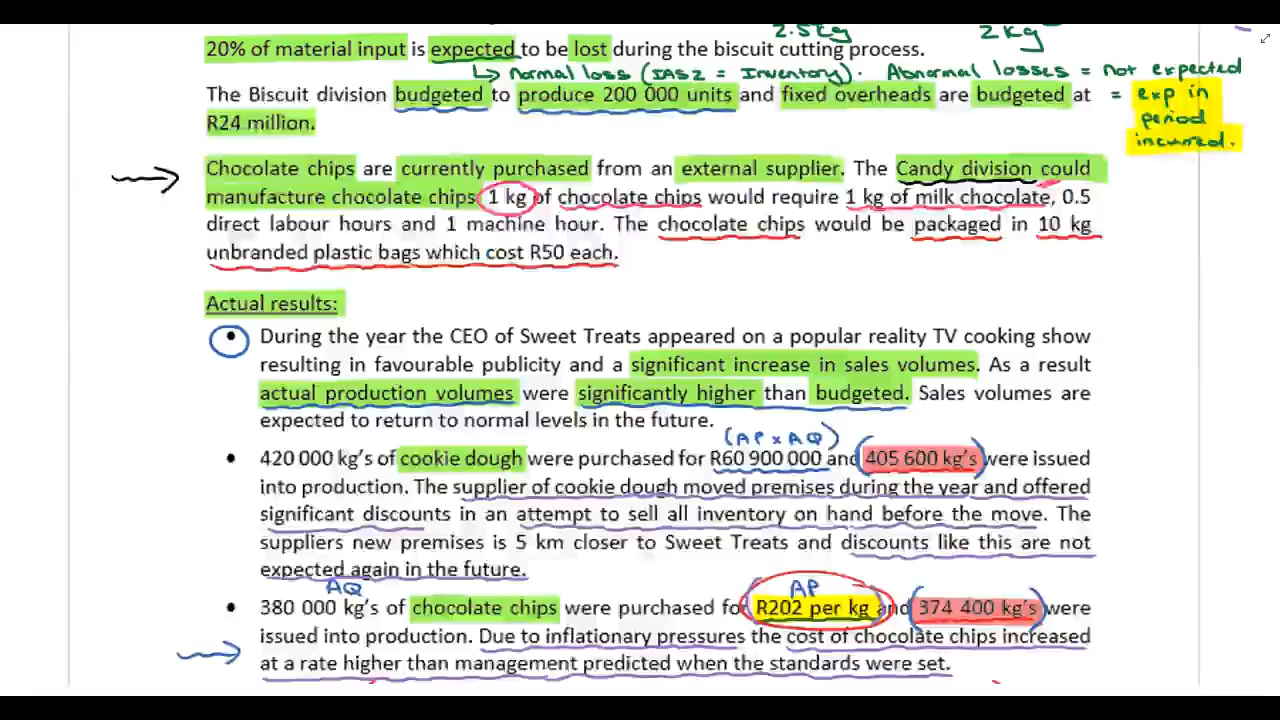 2.5kg 2kg
20% of material input is expected to be lost during the biscuit cutting process.
↳ normal loss (IAS2 = Inventory). Abnormal losses = not expected
The Biscuit division budgeted to produce 200 000 units and fixed overheads are budgeted at
= exp in
R24 million.
period
incurred.
Chocolate chips are currently purchased from an external supplier. The Candy division could
manufacture chocolate chips. 1 kg of chocolate chips would require 1 kg of milk chocolate, 0.5
direct labour hours and 1 machine hour. The chocolate chips would be packaged in 10 kg
unbranded plastic bags which cost R50 each.
Actual results:
• During the year the CEO of Sweet Treats appeared on a popular reality TV cooking show
resulting in favourable publicity and a significant increase in sales volumes. As a result
actual production volumes were significantly higher than budgeted. Sales volumes are
expected to return to normal levels in the future.
(AP x AQ)
• 420 000 kg's of cookie dough were purchased for R60 900 000 and (405 600 kg's) were issued
into production. The supplier of cookie dough moved premises during the year and offered
significant discounts in an attempt to sell all inventory on hand before the move. The
suppliers new premises is 5 km closer to Sweet Treats and discounts like this are not
expected again in the future.
AQ AP
• 380 000 kg's of chocolate chips were purchased for (R202 per kg) and (374 400 kg's) were
issued into production. Due to inflationary pressures the cost of chocolate chips increased
at a rate higher than management predicted when the standards were set.